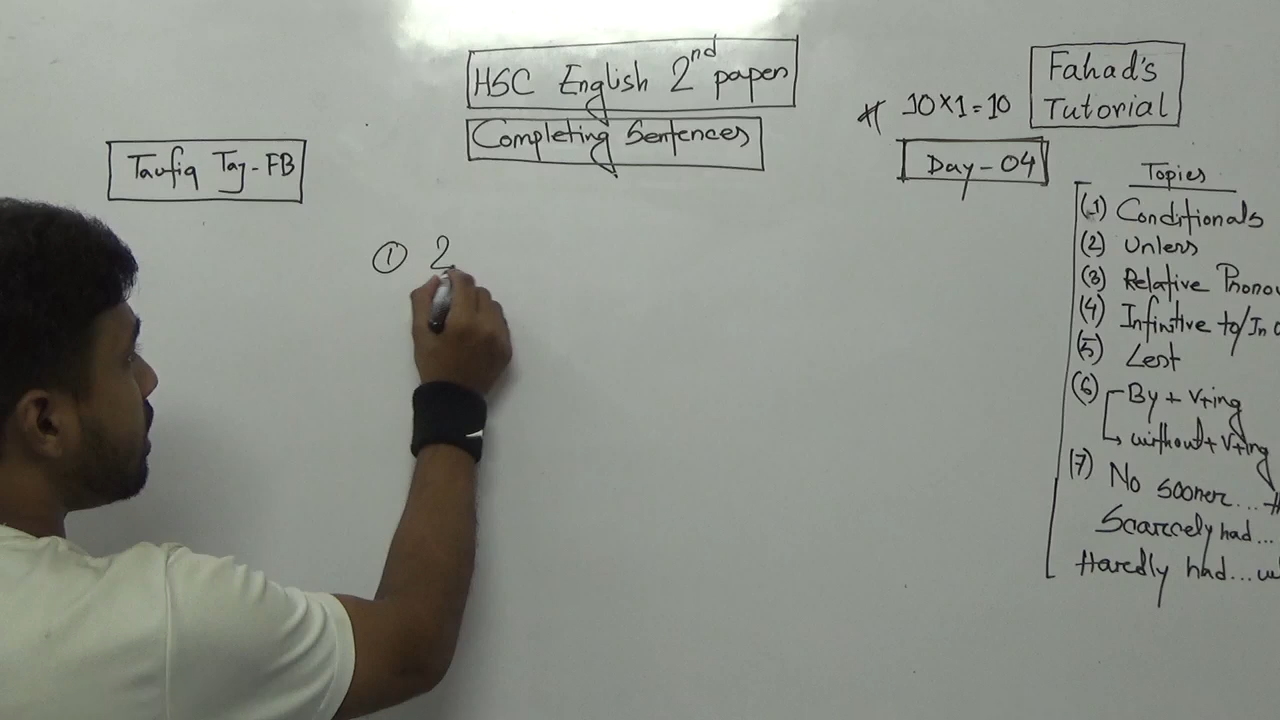 HSC English 2nd paper
Completing Sentences
* 10×1=10
Fahad's
Tutorial
Day-04
Taufiq Taj-FB
① 2
Topics
(1) Conditionals
(2) Unless
(3) Relative
(4) Infinitive to/In
(5) Lest
(6) By + V+ing
without + V+ing
(7) No sooner...
Scarcely had...
Hardly had...